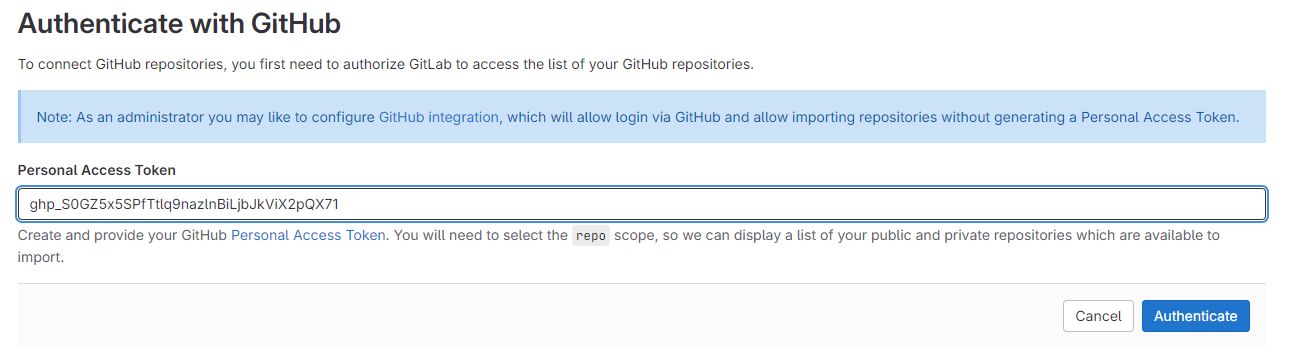 Authenticate with GitHub
To connect GitHub repositories, you first need to authorize GitLab to access the list of your GitHub repositories.
Note: As an administrator you may like to configure GitHub integration, which will allow login via GitHub and allow importing repositories without generating a Personal Access Token.
Personal Access Token
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
Create and provide your GitHub Personal Access Token. You will need to select the repo scope, so we can display a list of your public and private repositories which are available to
import.
Cancel Authenticate